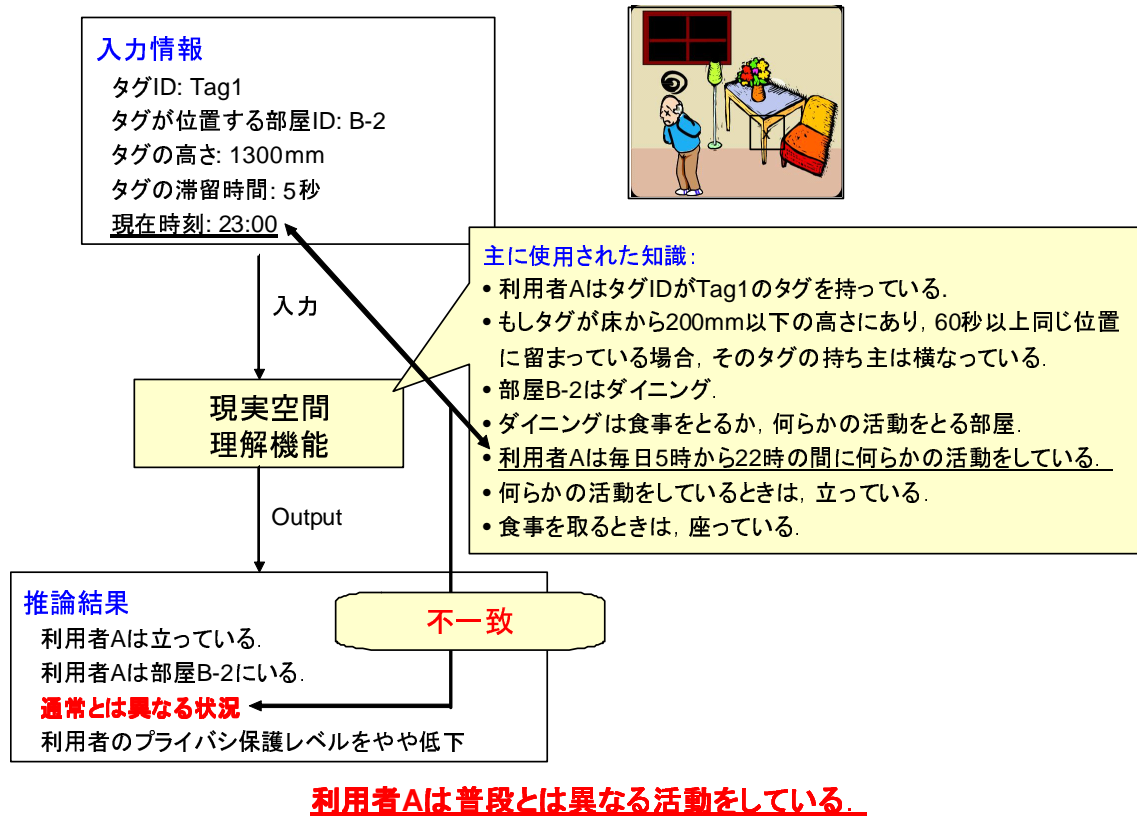 入力情報
タグID: Tag1
タグが位置する部屋ID: B-2
タグの高さ: 1300mm
タグの滞留時間: 5秒
現在時刻: 23:00
入力
現実空間
理解機能
Output
主に使用された知識:
• 利用者AはタグIDがTag1のタグを持っている.
• もしタグが床から200mm以下の高さにあり, 60秒以上同じ位置
に留まっている場合, そのタグの持ち主は横なっている.
• 部屋B-2はダイニング.
• ダイニングは食事をとるか, 何らかの活動をとる部屋.
• 利用者Aは毎日5時から22時の間に何らかの活動をしている.
• 何らかの活動をしているときは, 立っている.
• 食事を取るときは, 座っている.
不一致
推論結果
利用者Aは立っている.
利用者Aは部屋B-2にいる.
通常とは異なる状況
利用者のプライバシ保護レベルをやや低下
利用者Aは普段とは異なる活動をしている.